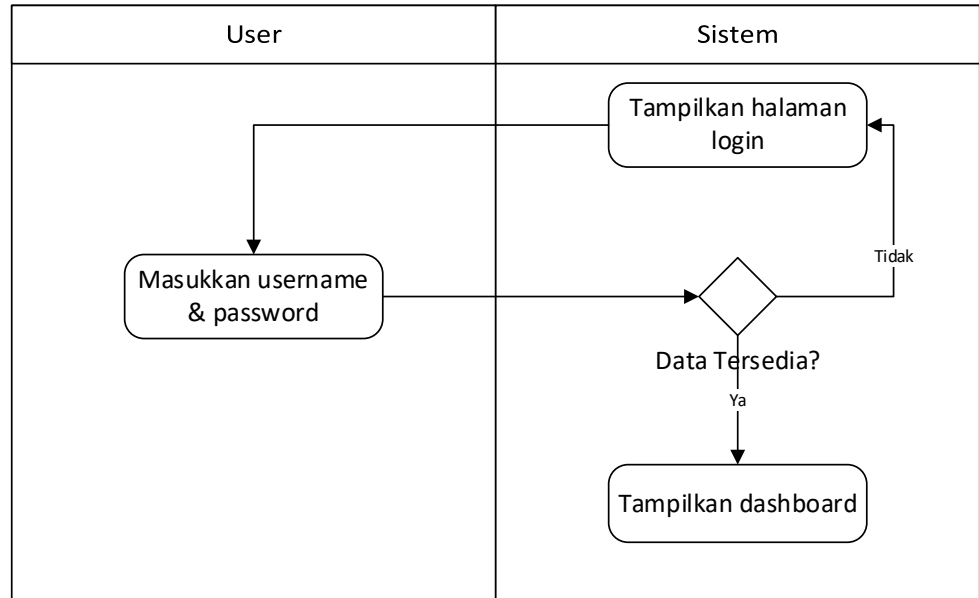 User
Sistem
Tampilkan halaman
login
Masukkan username
& password
Tidak
Data Tersedia?
Ya
Tampilkan dashboard